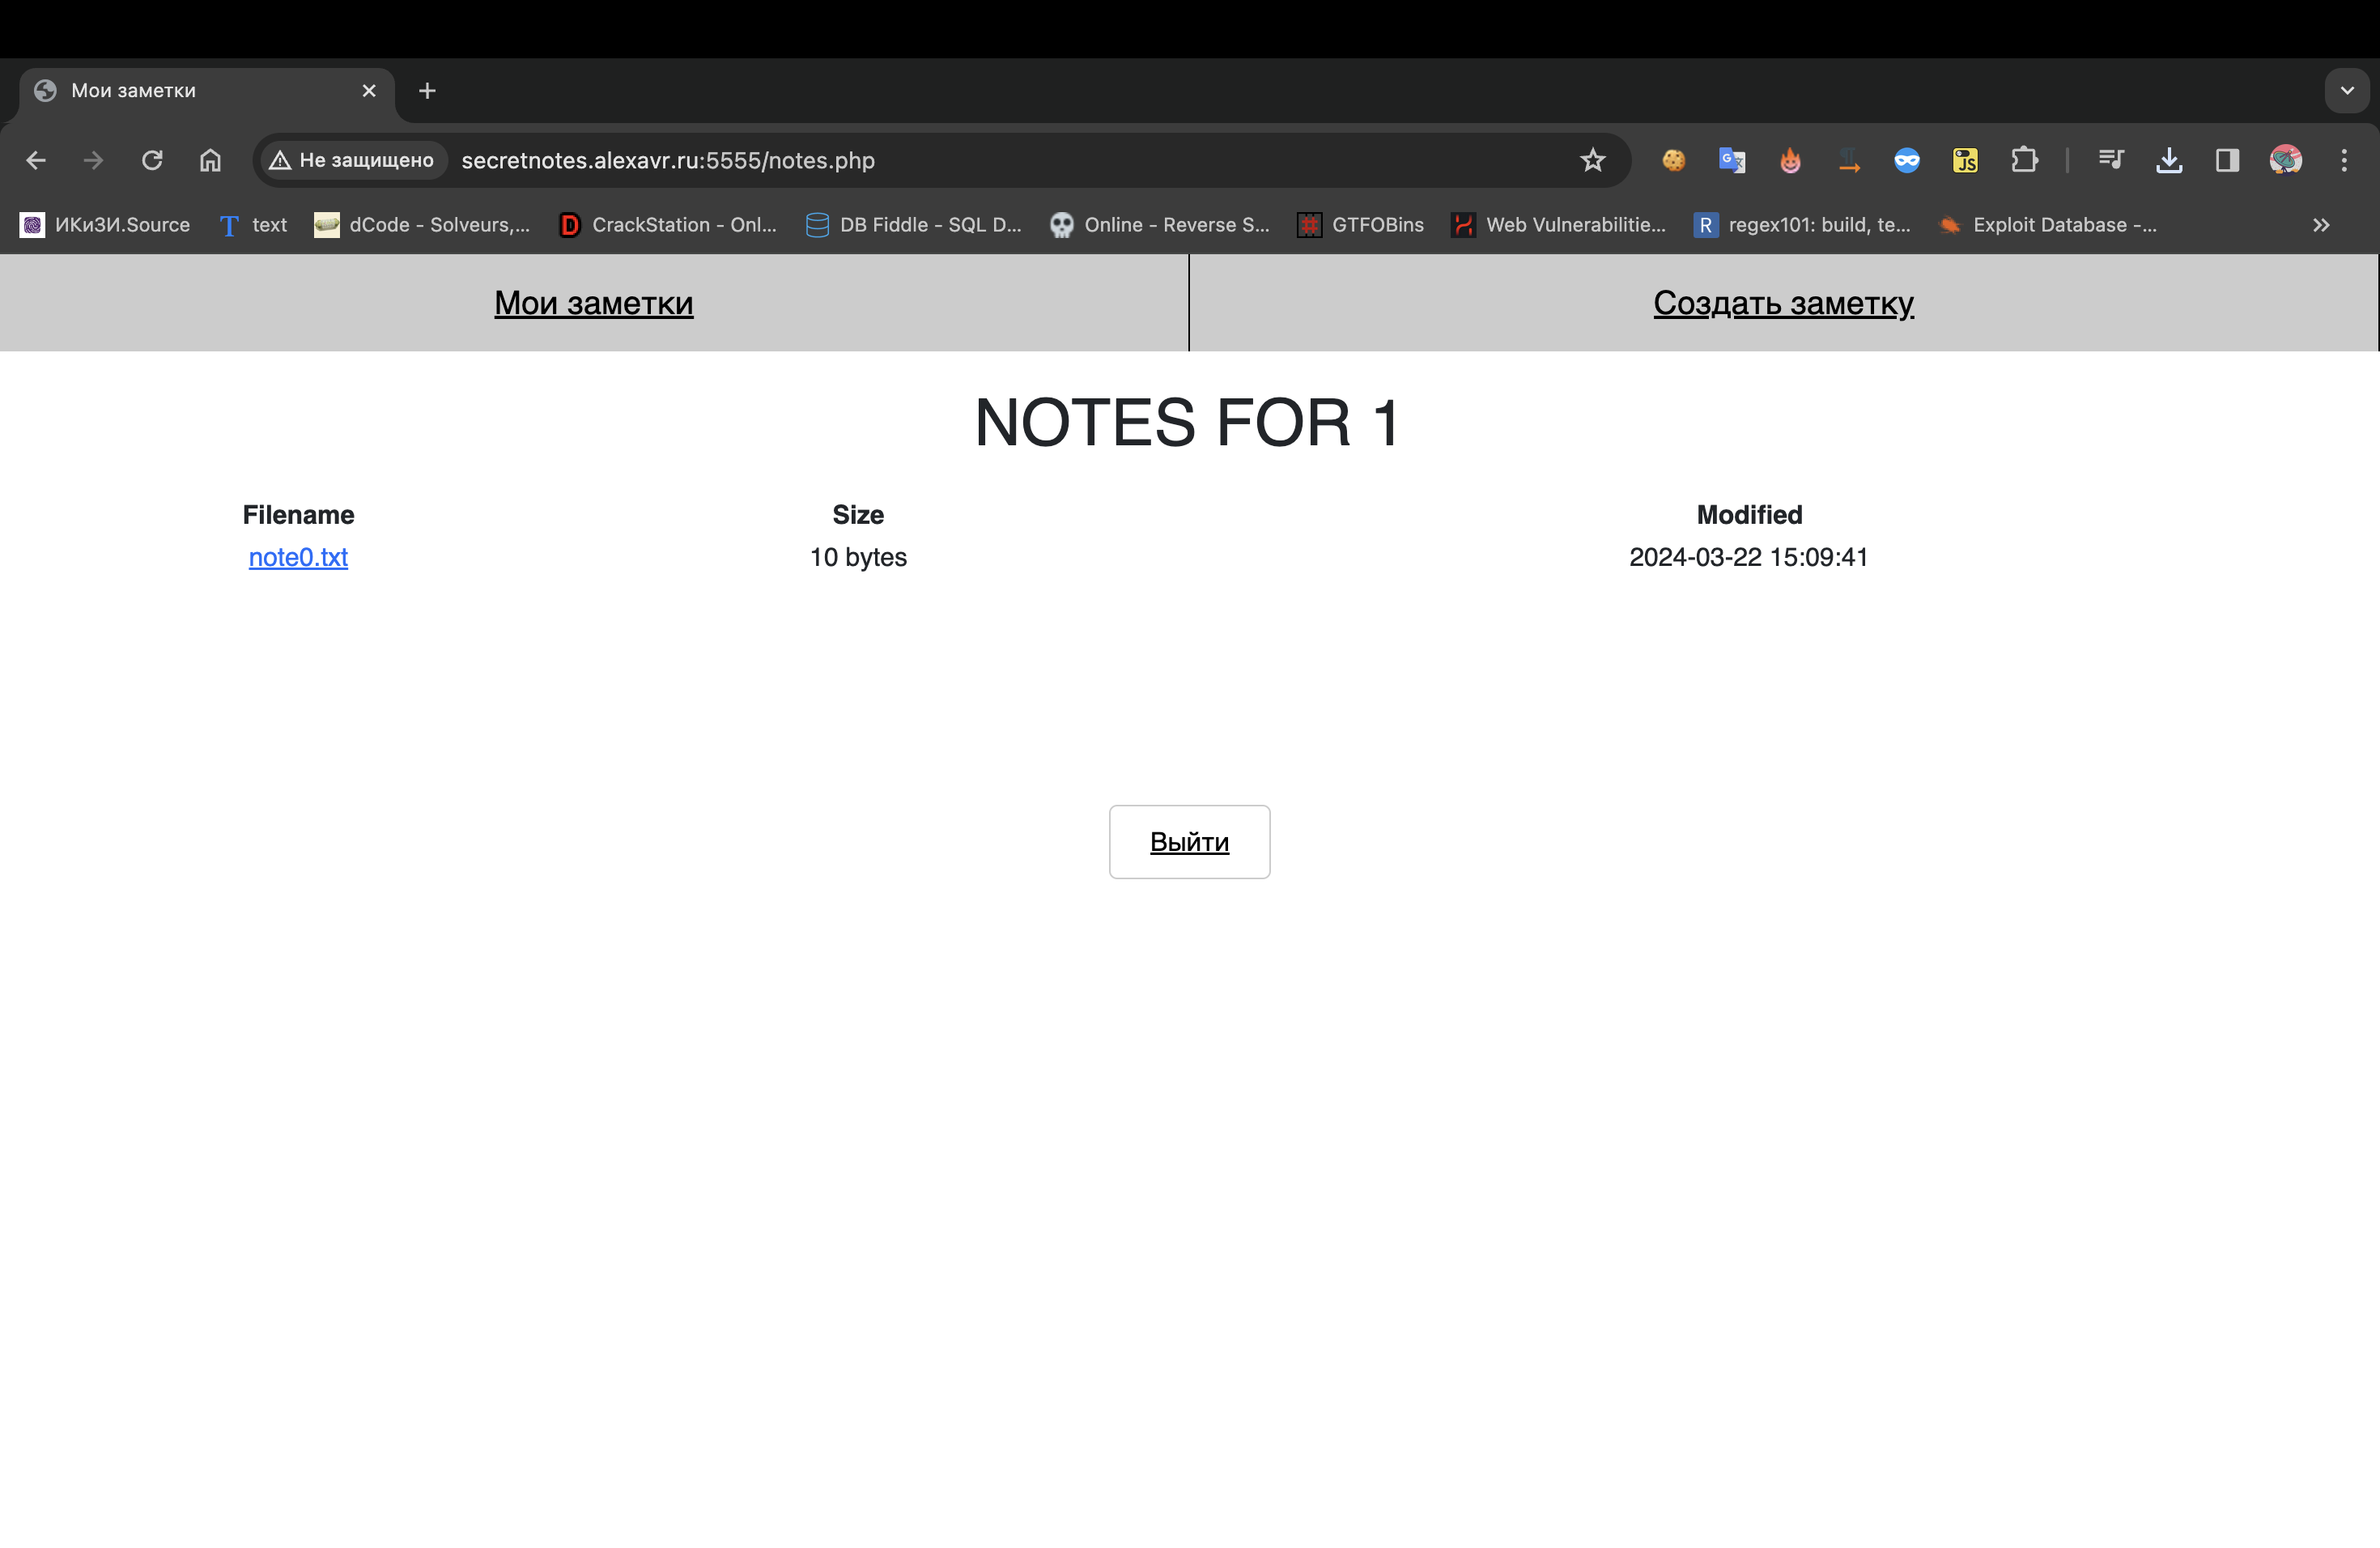 Мои заметки
Не защищено secretnotes.alexavr.ru:5555/notes.php
ИКиЗИ.Source text dCode - Solveurs,... CrackStation - Onl... DB Fiddle - SQL D... Online - Reverse S... GTFOBins Web Vulnerabilitie... regex101: build, te... Exploit Database -...
Мои заметки Создать заметку
NOTES FOR 1
Filename Size Modified
note0.txt 10 bytes 2024-03-22 15:09:41
Выйти